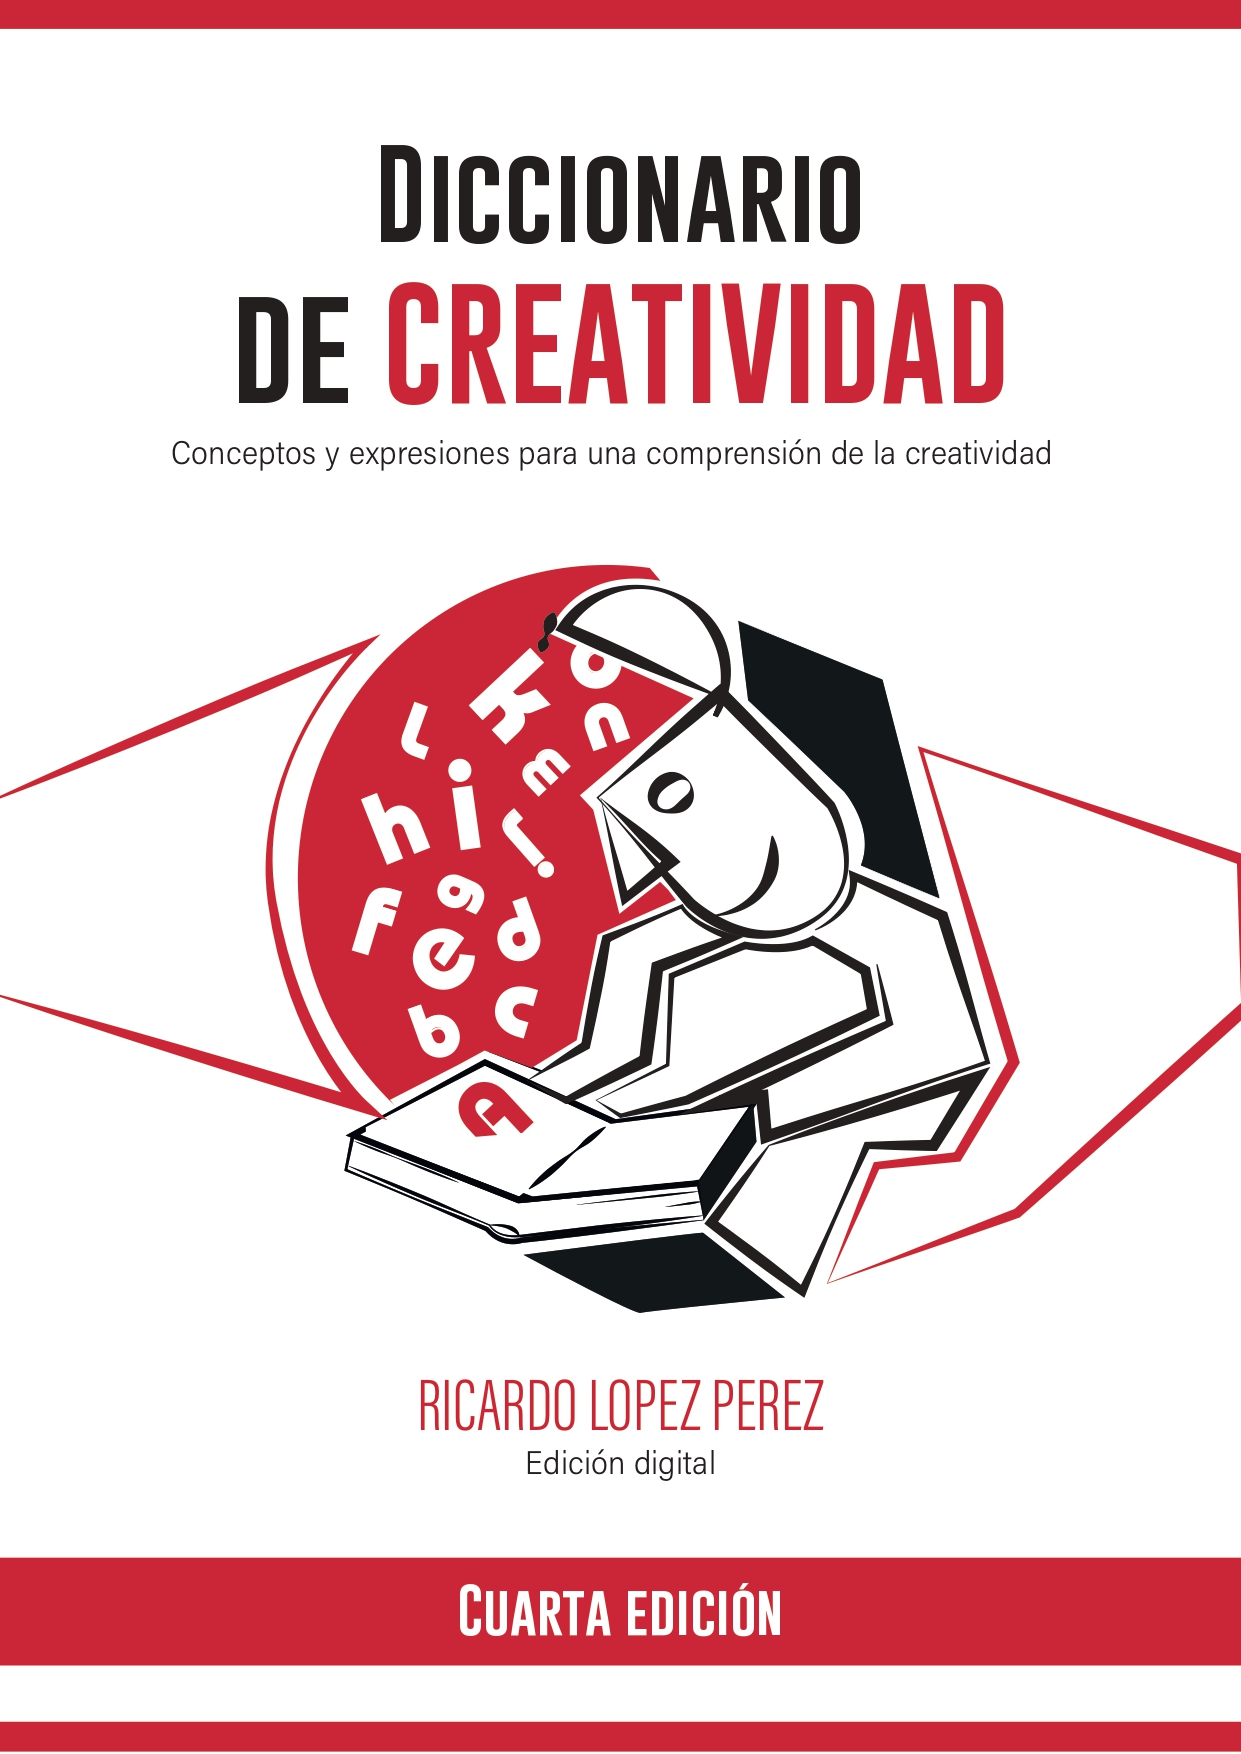 DICCIONARIO
DE CREATIVIDAD
Conceptos y expresiones para una comprensión de la creatividad
o
k
n
l
m
i
h
j
g
f
d
e
c
b
A
RICARDO LOPEZ PEREZ
Edición digital
CUARTA EDICIÓN